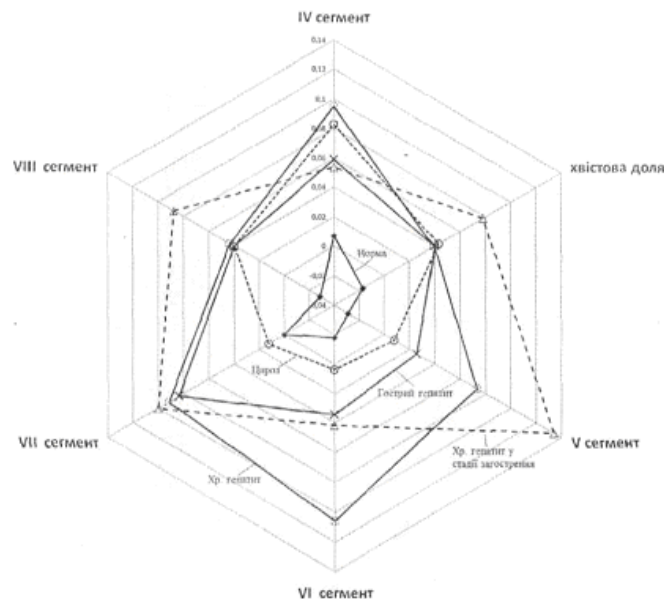 IV сегмент
0,14
0,12
0,1
0,08
0,06
0,04
0,02
0
VIII сегмент
хвістова доля
Норма
Цироз
Гострий гепатит
VII сегмент
V сегмент
Хр. гепатит у
стадії загострення
Хр. гепатит
VI сегмент